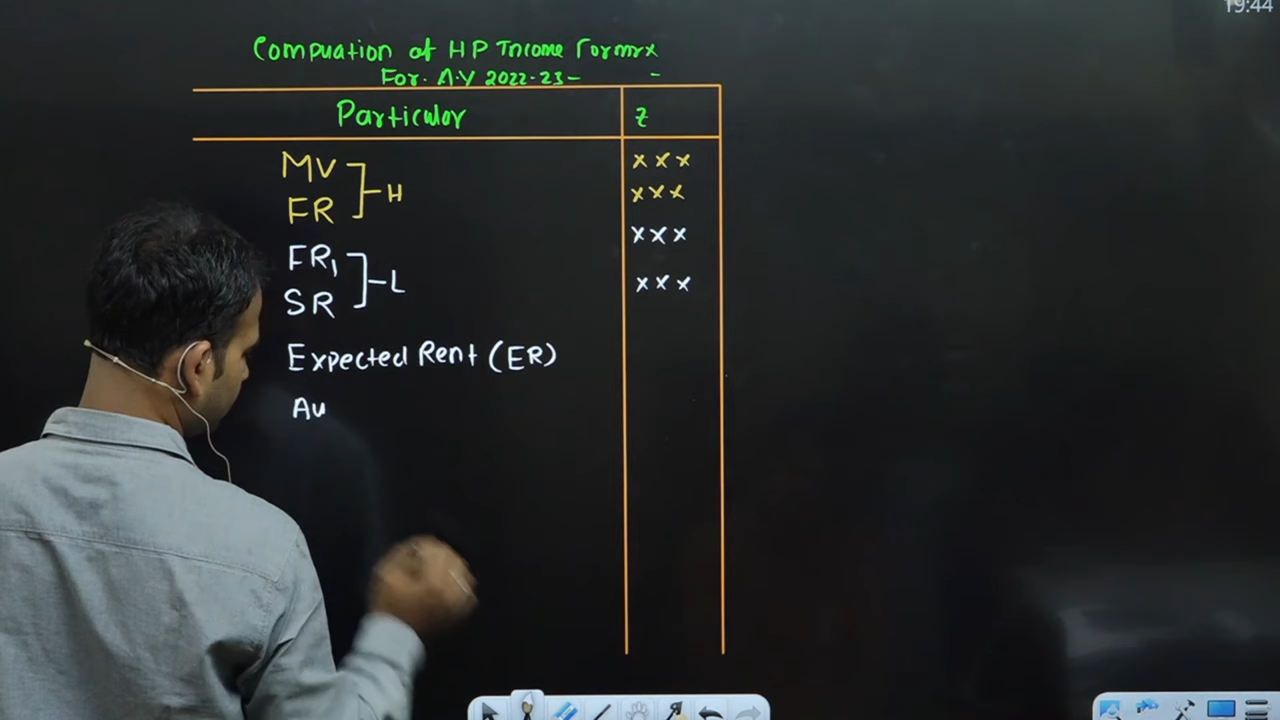 19:44
Compuation of HP Income Formrx
For. A.Y 2022-23-
Particular ₹
MV xxx
H
FR xxx
FR1 xxx
L
SR xxx
Expected Rent (ER)
Au